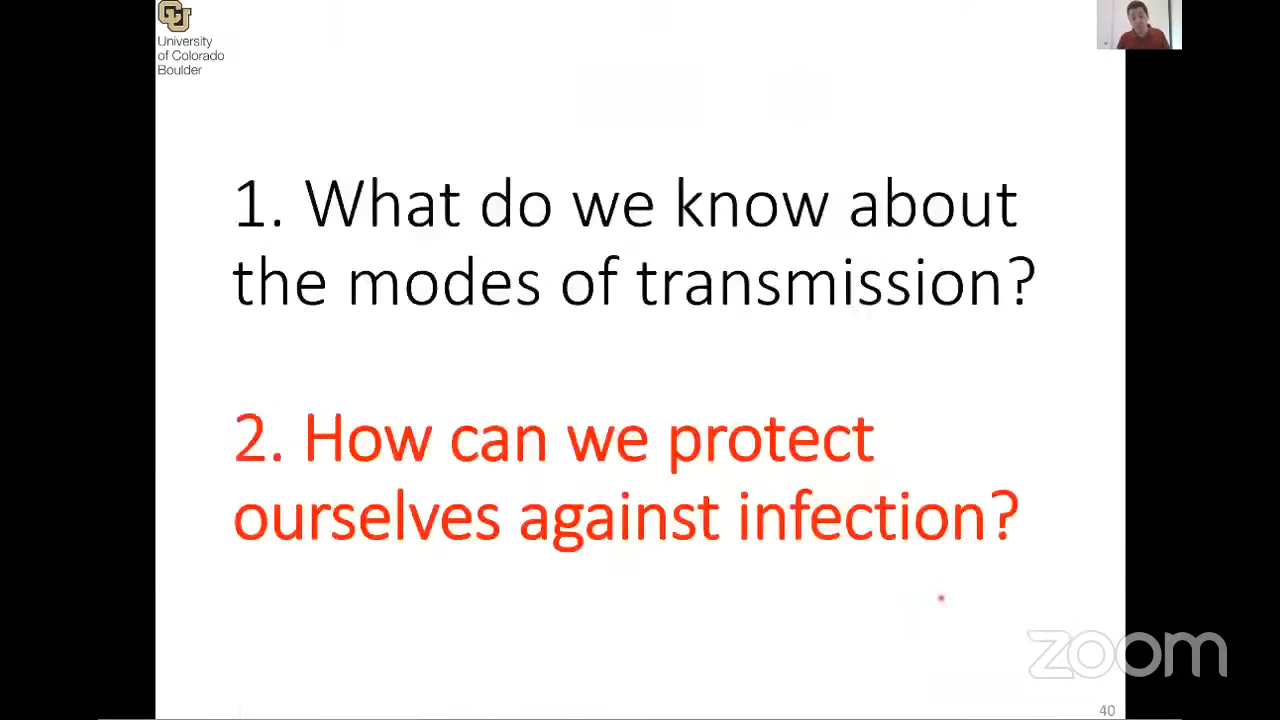 CU
University
of Colorado
Boulder
1. What do we know about
the modes of transmission?
2. How can we protect
ourselves against infection?
zoom
40